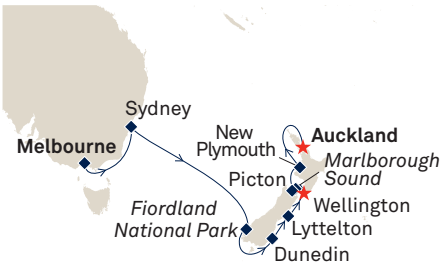 Sydney
Melbourne
New
Plymouth
Auckland
Marlborough
Sound
Picton
Wellington
Fiordland
National Park
Lyttelton
Dunedin